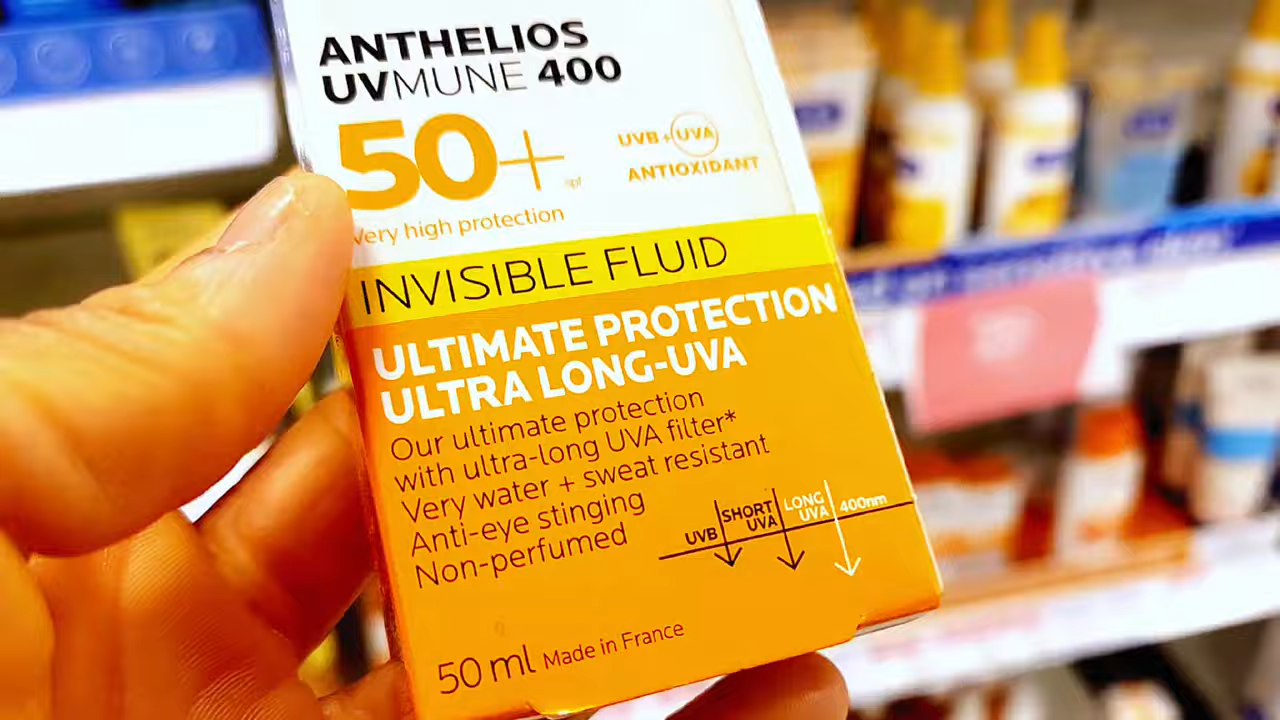 ANTHELIOS
UVMUNE 400
50+
spf
UVB + UVA
ANTIOXIDANT
Very high protection
INVISIBLE FLUID
ULTIMATE PROTECTION
ULTRA LONG-UVA
Our ultimate protection
with ultra-long UVA filter*
Very water + sweat resistant
Anti-eye stinging
Non-perfumed
UVB
SHORT
UVA
LONG
UVA
400nm
50 ml Made in France